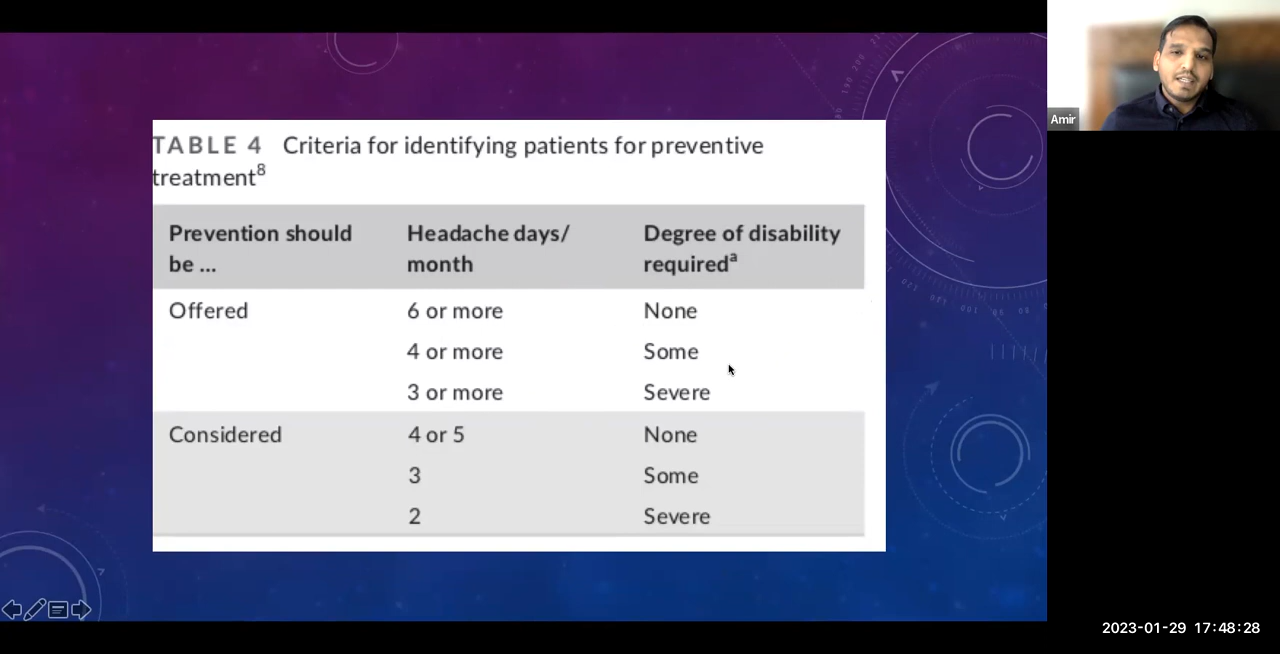 TABLE 4 Criteria for identifying patients for preventive
treatment8
Prevention should be ... Headache days/ month Degree of disability requireda
Offered 6 or more None
4 or more Some
3 or more Severe
Considered 4 or 5 None
3 Some
2 Severe
Amir
2023-01-29 17:48:28